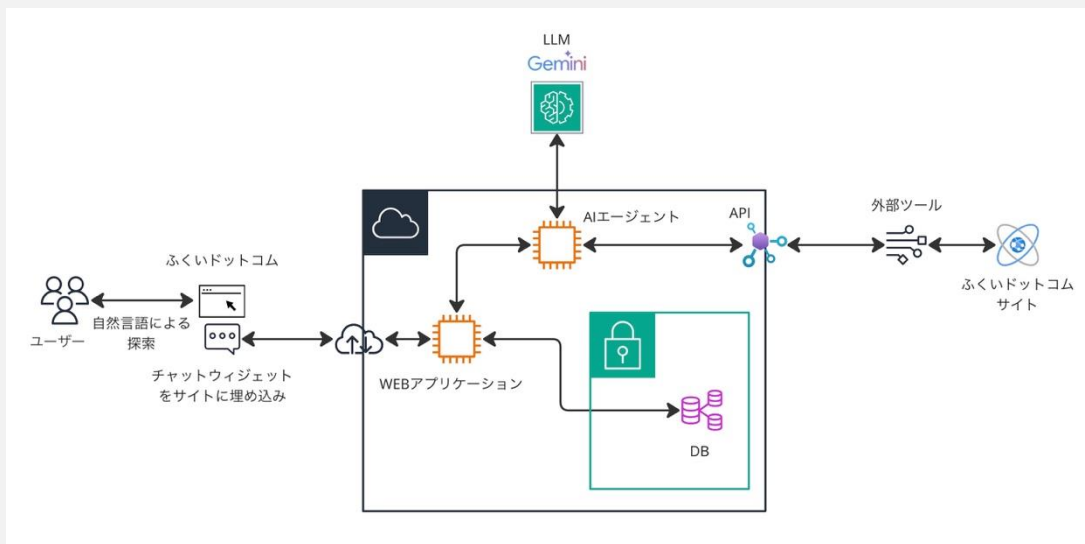 LLM
Gemini
AIエージェント
API
外部ツール
ふくいドットコム
サイト
ふくいドットコム
ユーザー
自然言語による
探索
チャットウィジェット
をサイトに埋め込み
WEBアプリケーション
DB